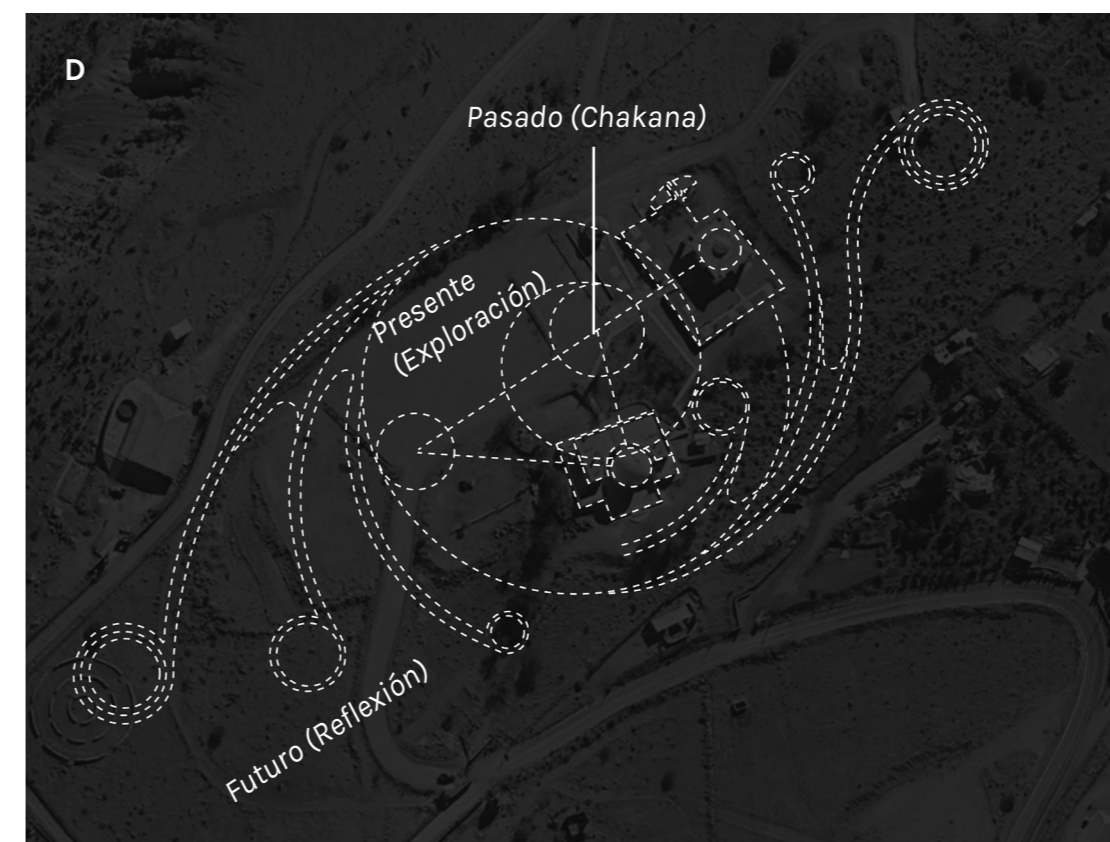 D
Pasado (Chakana)
Presente
(Exploración)
Futuro (Reflexión)